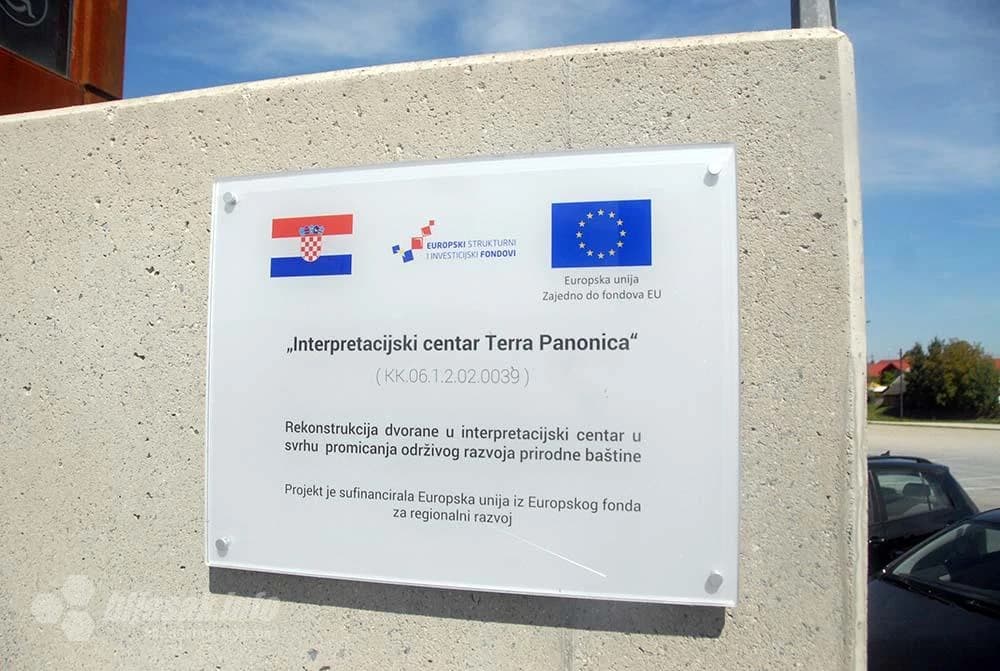 EUROPSKI STRUKTURNI
I INVESTICIJSKI FONDOVI
Europska unija
Zajedno do fondova EU
„Interpretacijski centar Terra Panonica“
( KK.06.1.2.02.0039 )
Rekonstrukcija dvorane u interpretacijski centar u
svrhu promicanja održivog razvoja prirodne baštine
Projekt je sufinancirala Europska unija iz Europskog fonda
za regionalni razvoj